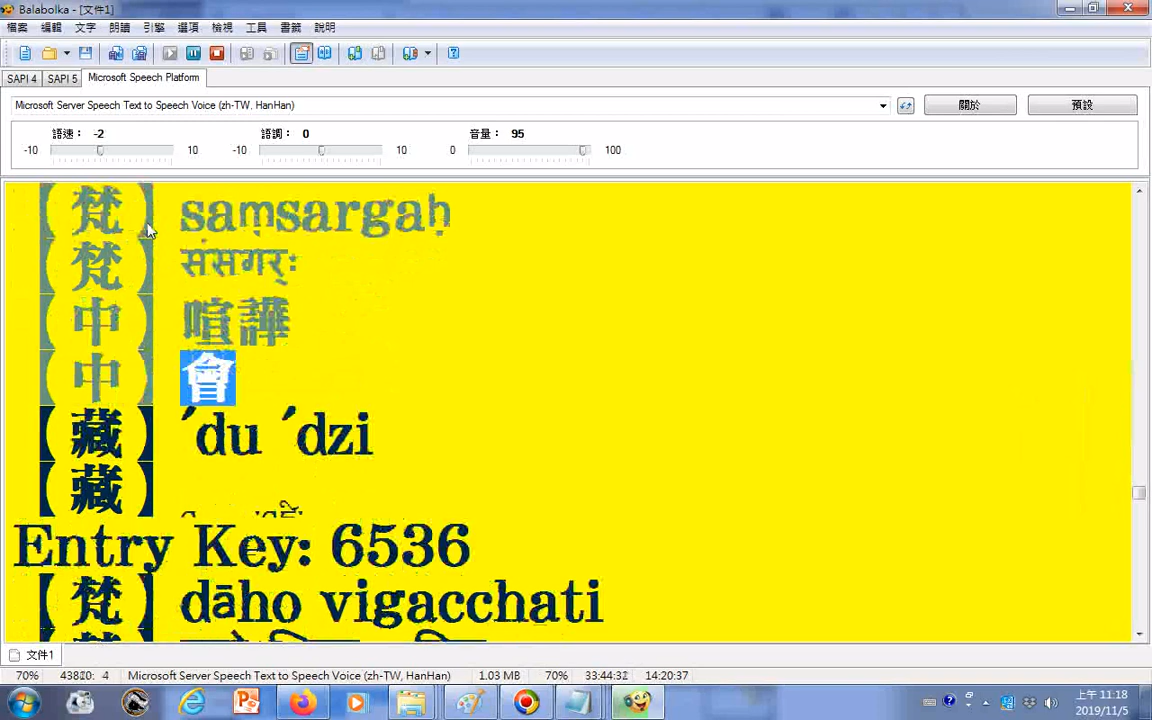 Balabolka - [文件1]
檔案 編輯 文字 朗讀 引擎 選項 檢視 工具 書籤 說明
SAPI 4 SAPI 5 Microsoft Speech Platform
Microsoft Server Speech Text to Speech Voice (zh-TW, HanHan) 關於 預設
語速： -2 語調： 0 音量： 95
-10 10 -10 10 0 100
【梵】 saṃsargaḥ
【梵】 संसगर्ः
【中】 喧譁
【中】 會
【藏】 ′du ′dzi
【藏】
Entry Key: 6536
【梵】 dāho vigacchati
文件1
70% 43810: 4 Microsoft Server Speech Text to Speech Voice (zh-TW, HanHan) 1.03 MB 70% 33:44:32 14:20:37
上午 11:18
2019/11/5